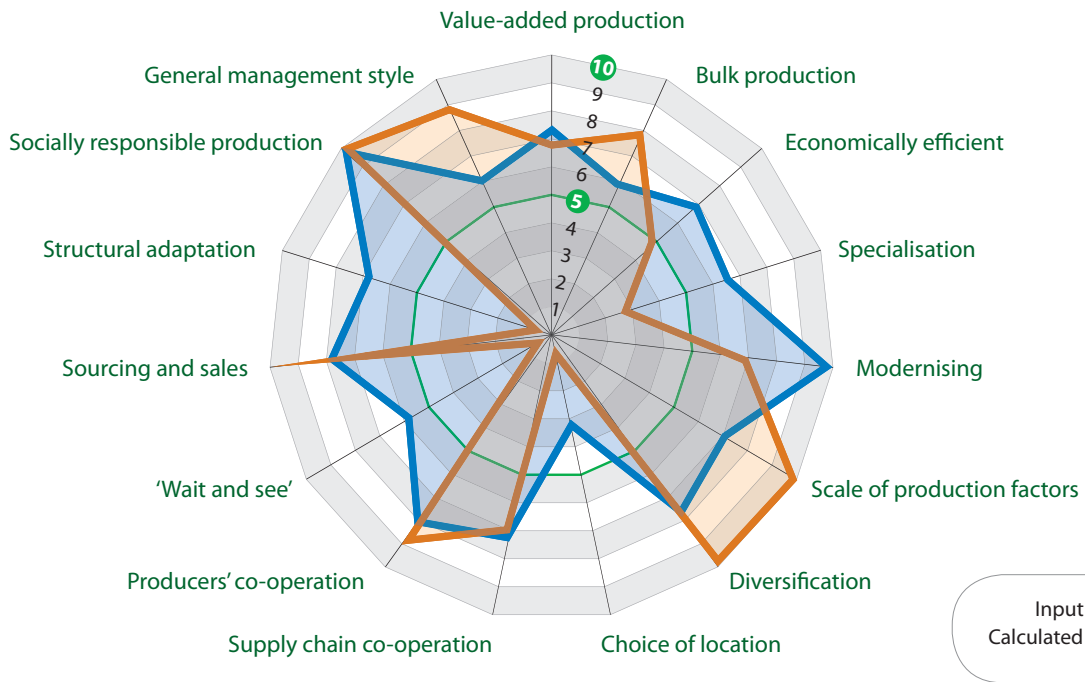 Value-added production
General management style
10
Bulk production
9
8
Socially responsible production
7
Economically efficient
6
5
4
Structural adaptation
3
Specialisation
2
1
Sourcing and sales
Modernising
‘Wait and see’
Scale of production factors
Producers’ co-operation
Diversification
Supply chain co-operation
Choice of location
Input
Calculated